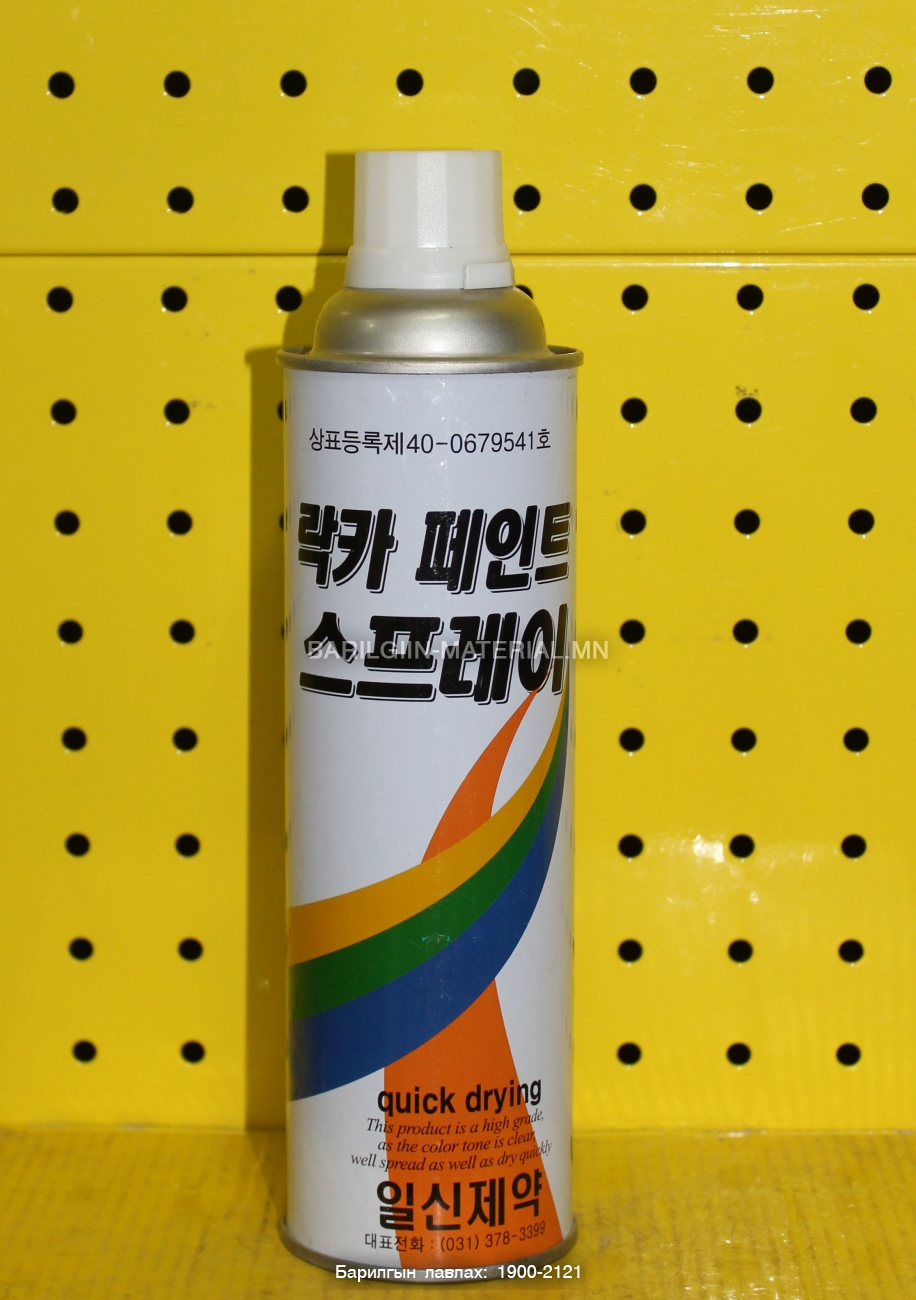 상표등록제40-0679541호
락카 페인트
스프레이
BARILGIIN-MATERIAL.MN
quick drying
This product is a high grade,
as the color tone is clear,
well spread as well as dry quickly
일신제약
대표전화 : (031) 378-3399
Барилгын лавлах: 1900-2121